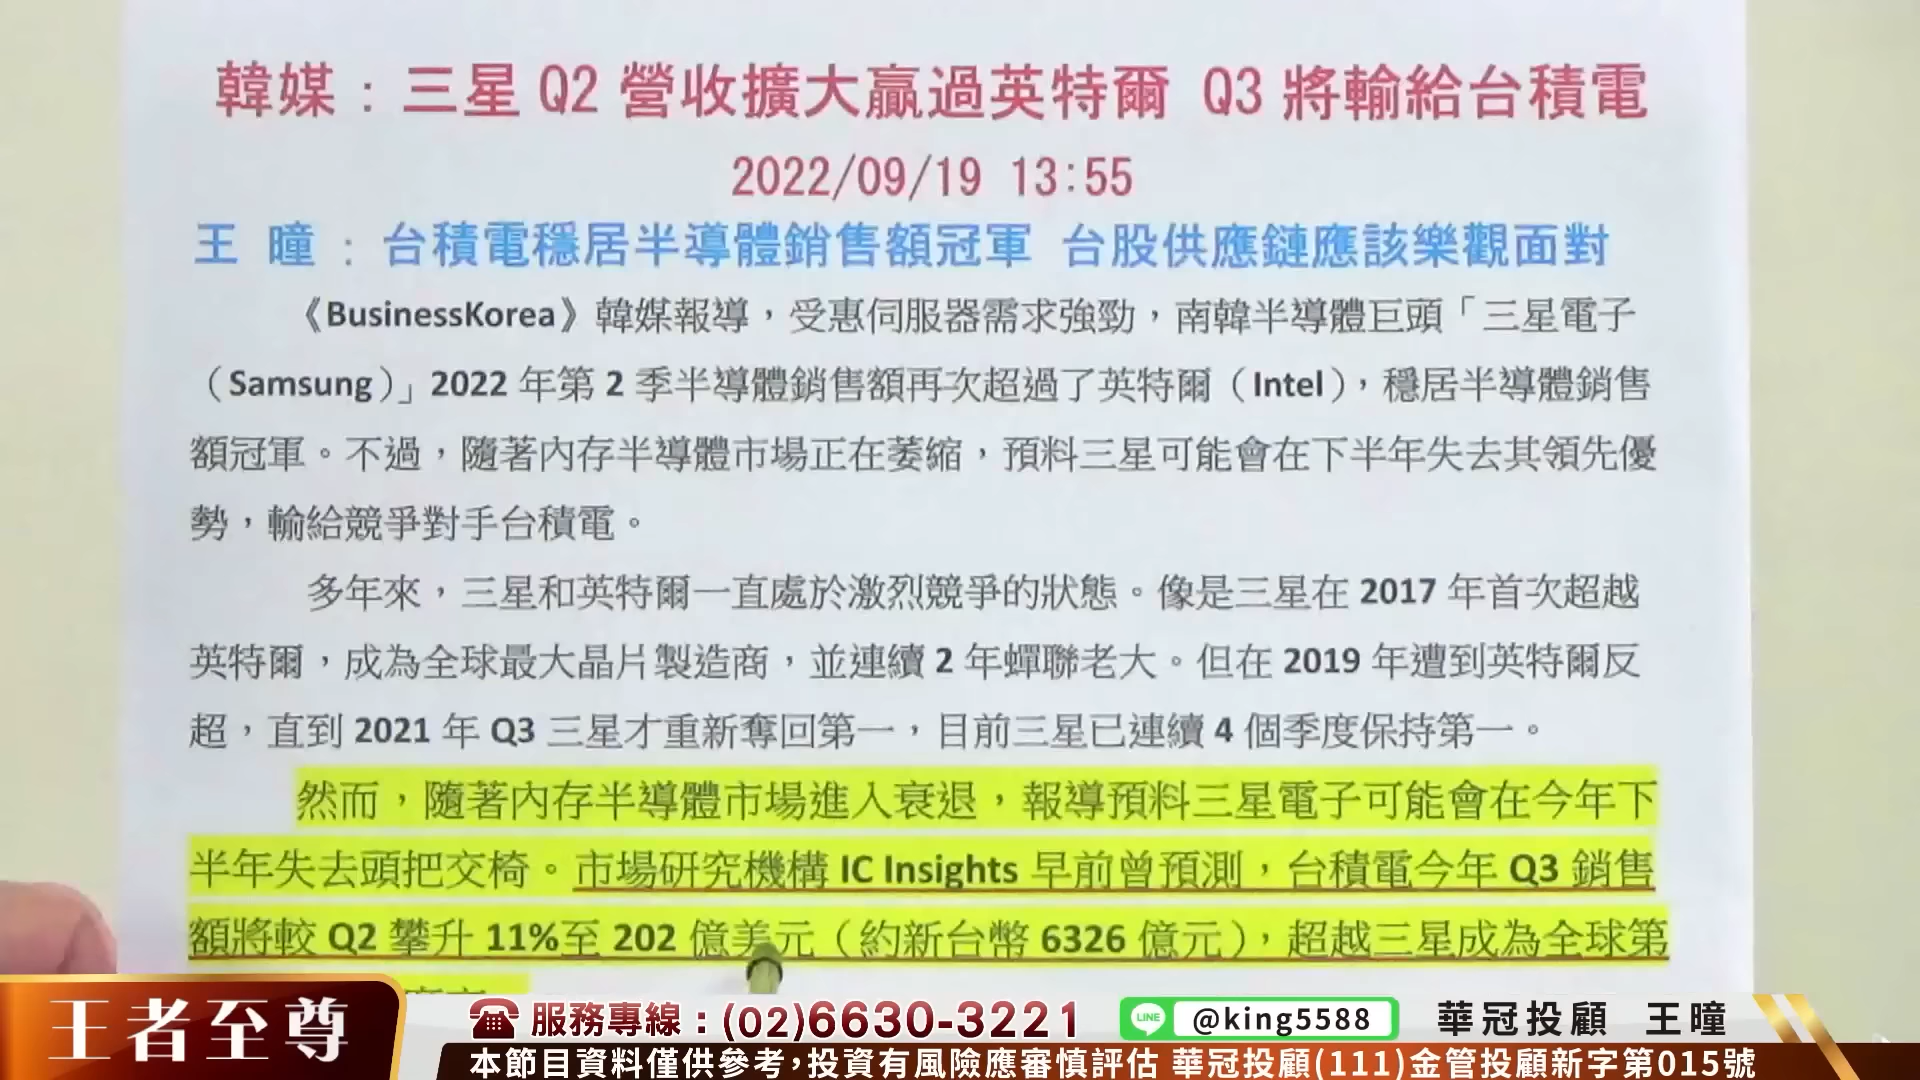 韓媒：三星 Q2 營收擴大贏過英特爾 Q3 將輸給台積電
2022/09/19 13:55
王 曈：台積電穩居半導體銷售額冠軍 台股供應鏈應該樂觀面對
《BusinessKorea》韓媒報導，受惠伺服器需求強勁，南韓半導體巨頭「三星電子
（Samsung）」2022 年第 2 季半導體銷售額再次超過了英特爾（Intel），穩居半導體銷售
額冠軍。不過，隨著內存半導體市場正在萎縮，預料三星可能會在下半年失去其領先優
勢，輸給競爭對手台積電。
多年來，三星和英特爾一直處於激烈競爭的狀態。像是三星在 2017 年首次超越
英特爾，成為全球最大晶片製造商，並連續 2 年蟬聯老大。但在 2019 年遭到英特爾反
超，直到 2021 年 Q3 三星才重新奪回第一，目前三星已連續 4 個季度保持第一。
然而，隨著內存半導體市場進入衰退，報導預料三星電子可能會在今年下
半年失去頭把交椅。市場研究機構 IC Insights 早前曾預測，台積電今年 Q3 銷售
額將較 Q2 攀升 11%至 202 億美元（約新台幣 6326 億元），超越三星成為全球第
王者至尊
服務專線：(02)6630-3221
LINE @king5588
華冠投顧 王曈
本節目資料僅供參考，投資有風險應審慎評估 華冠投顧(111)金管投顧新字第015號